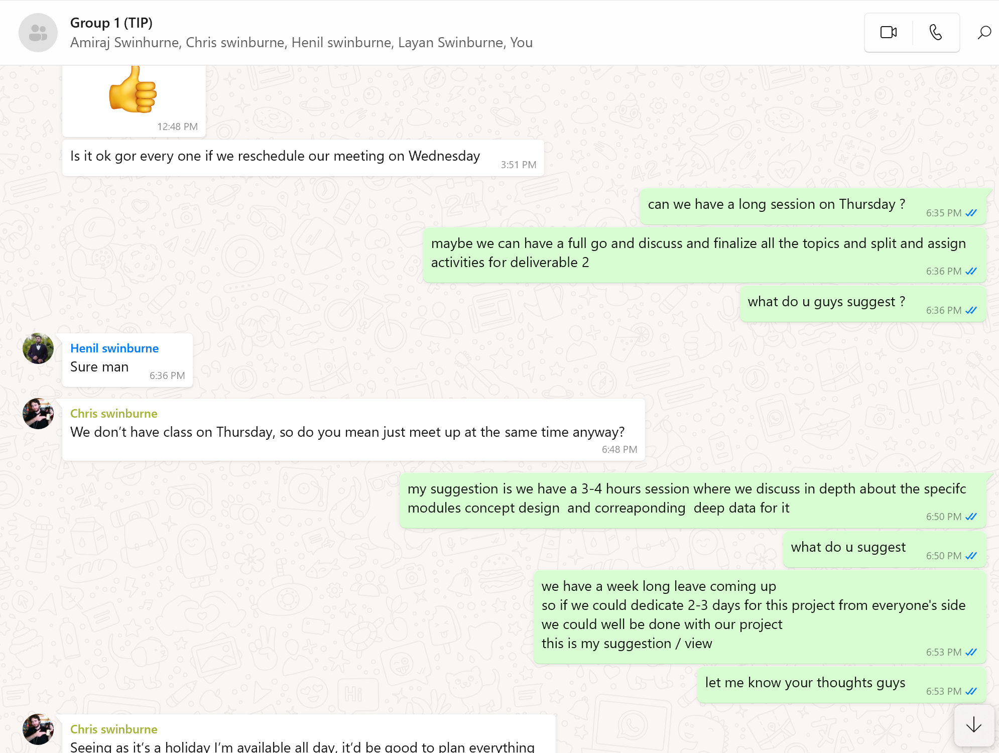 Group 1 (TIP)
Amiraj Swinhurne, Chris swinburne, Henil swinburne, Layan Swinburne, You
12:48 PM
Is it ok gor every one if we reschedule our meeting on Wednesday
3:51 PM
can we have a long session on Thursday ?
6:35 PM
maybe we can have a full go and discuss and finalize all the topics and split and assign
activities for deliverable 2
6:36 PM
what do u guys suggest ?
6:36 PM
Henil swinburne
Sure man
6:36 PM
Chris swinburne
We don’t have class on Thursday, so do you mean just meet up at the same time anyway?
6:48 PM
my suggestion is we have a 3-4 hours session where we discuss in depth about the specifc
modules concept design  and correaponding  deep data for it
6:50 PM
what do u suggest
6:50 PM
we have a week long leave coming up
so if we could dedicate 2-3 days for this project from everyone's side
we could well be done with our project
this is my suggestion / view
6:53 PM
let me know your thoughts guys
6:53 PM
Chris swinburne
Seeing as it’s a holiday I’m available all day, it’d be good to plan everything